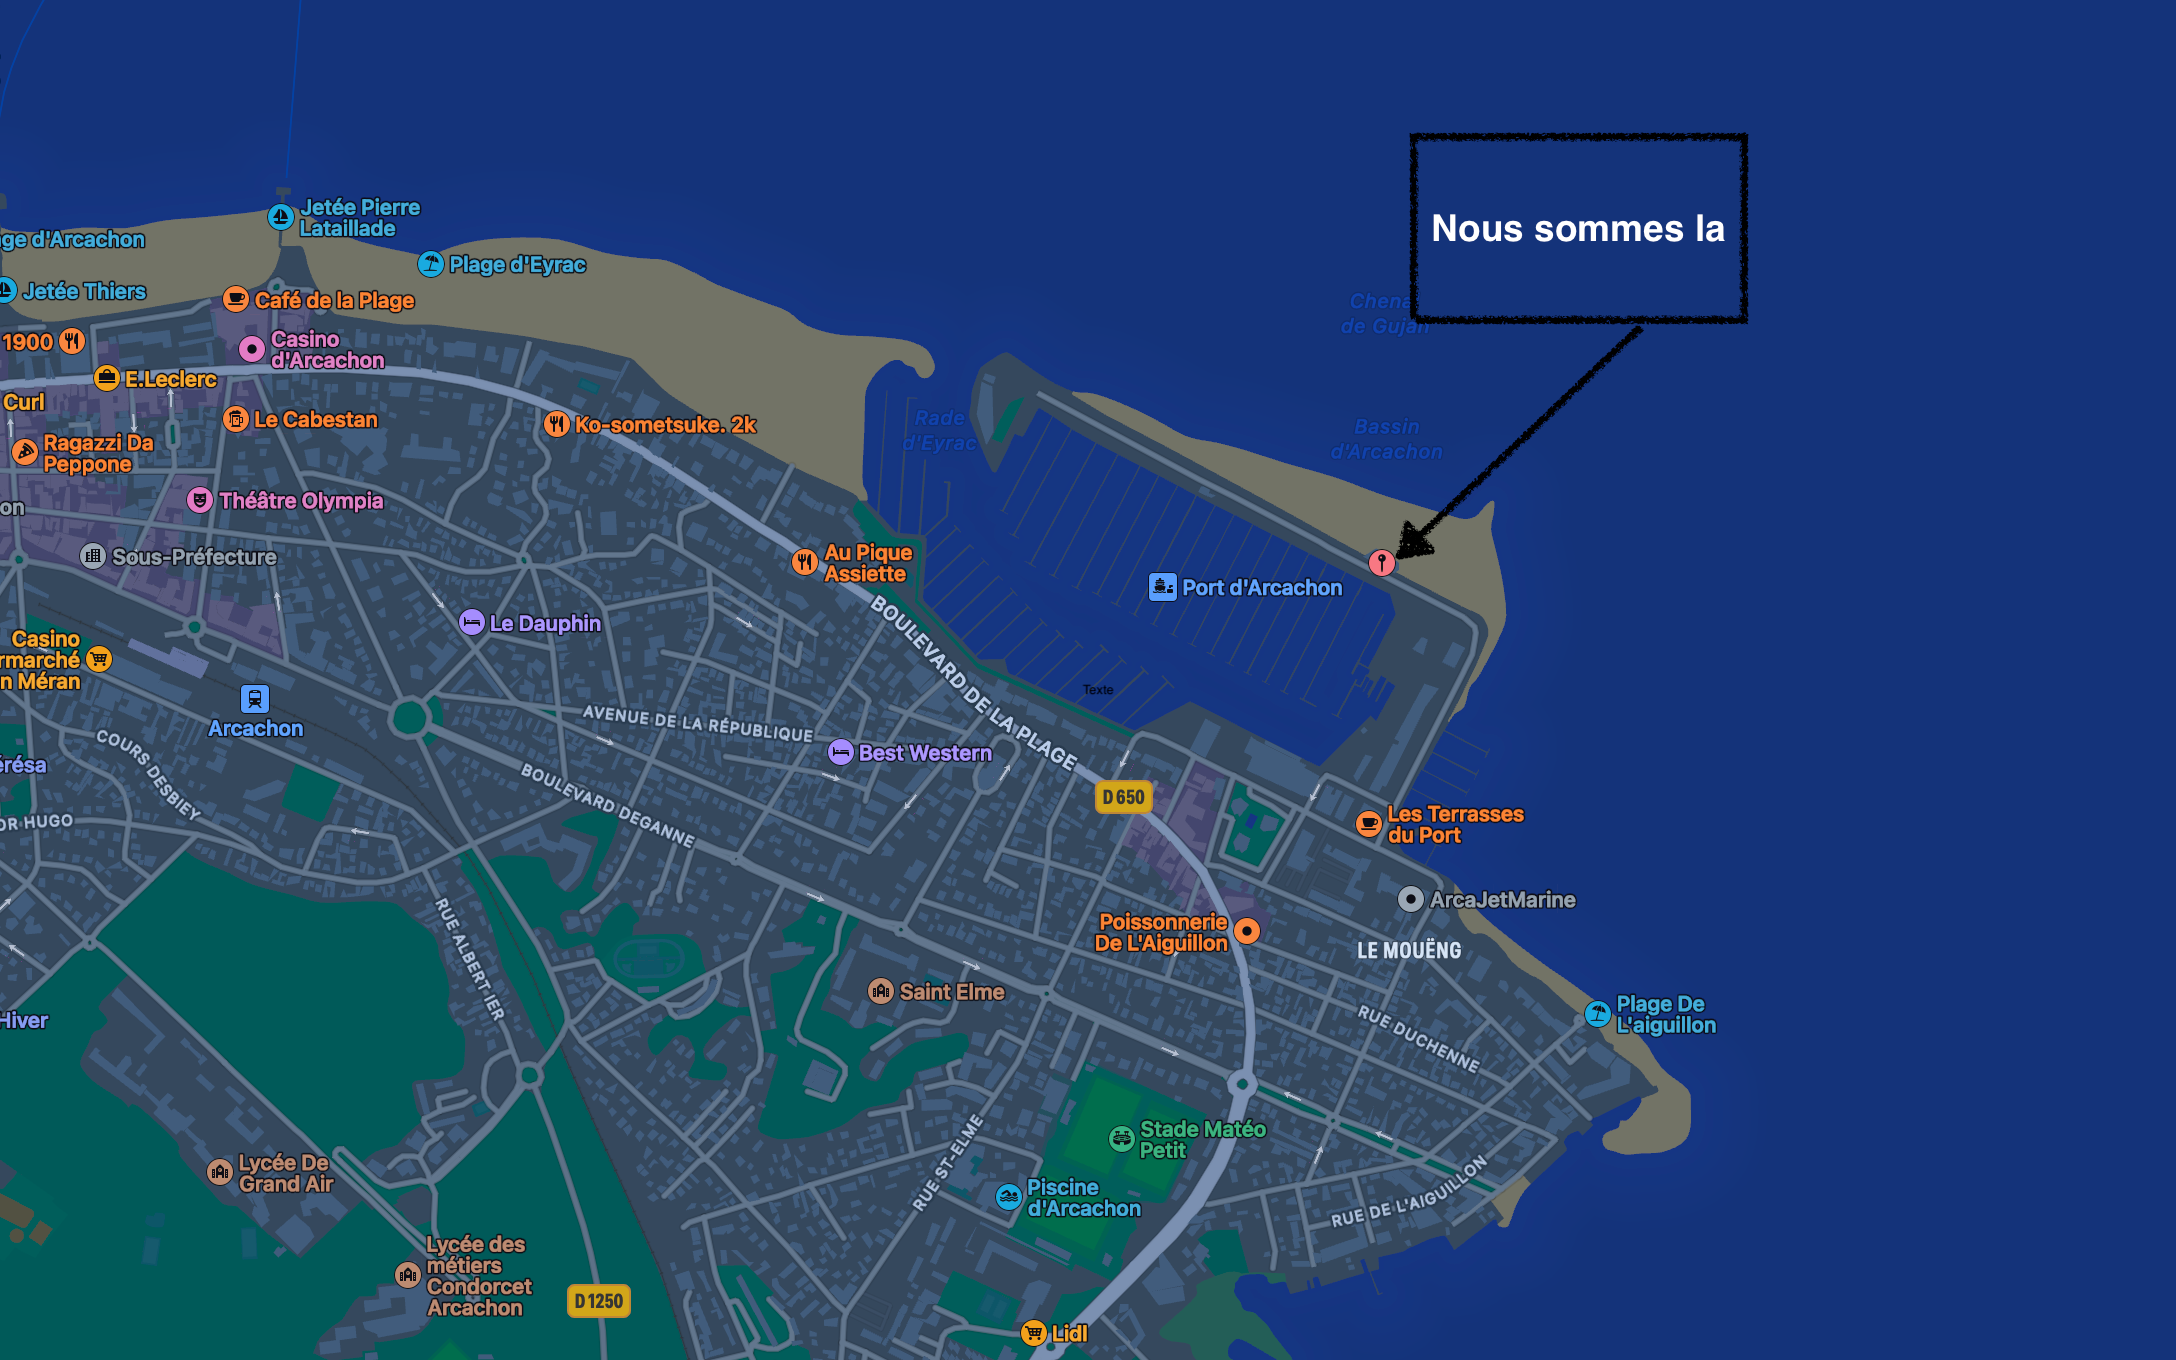 Nous sommes la
Jetée Pierre
Lataillade
age d'Arcachon
Plage d'Eyrac
Jetée Thiers
Café de la Plage
Chena
de Gujan
1900
Casino
d'Arcachon
E.Leclerc
Curl
Le Cabestan
Ko-sometsuke. 2k
Rade
d'Eyrac
Bassin
d'Arcachon
Ragazzi Da
Peppone
Théâtre Olympia
on
Sous-Préfecture
Au Pique
Assiette
Port d'Arcachon
Le Dauphin
BOULEVARD DE LA PLAGE
Casino
rmarché
n Méran
Texte
Arcachon
AVENUE DE LA RÉPUBLIQUE
COURS DESBIEY
érésa
Best Western
BOULEVARD DEGANNE
D 650
OR HUGO
Les Terrasses
du Port
ArcaJetMarine
RUE ALBERT IER
Poissonnerie
De L'Aiguillon
LE MOUËNG
Saint Elme
Hiver
Plage De
L'aiguillon
RUE DUCHENNE
Stade Matéo
Petit
RUE ST-ELME
Lycée De
Grand Air
Piscine
d'Arcachon
RUE DE L'AIGUILLON
Lycée des
métiers
Condorcet
Arcachon
D 1250
Lidl